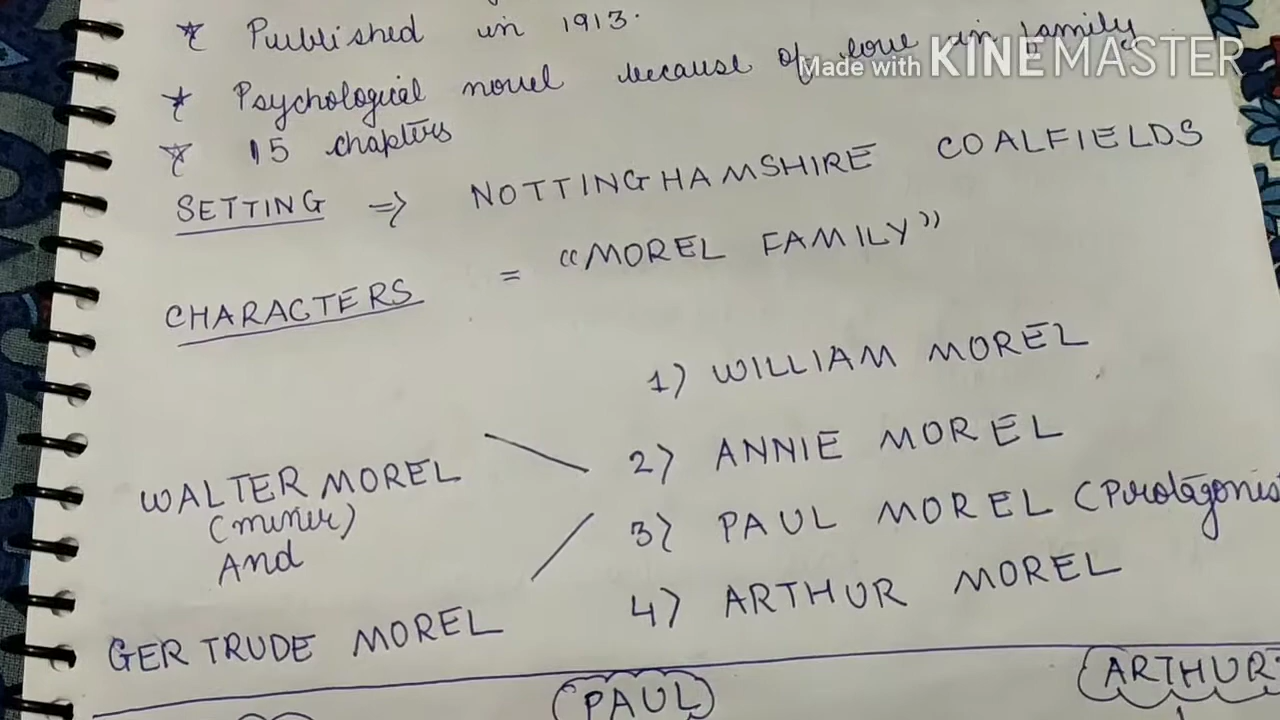 ☆ Published in 1913.
☆ Psychological novel because of love in family
Made with KINEMASTER
☆ 15 chapters
SETTING ⇒ NOTTINGHAMSHIRE COALFIELDS
CHARACTERS = "MOREL FAMILY"
1) WILLIAM MOREL
2) ANNIE MOREL
WALTER MOREL
(miner)
And
3) PAUL MOREL (Protagonis
4) ARTHUR MOREL
GERTRUDE MOREL
PAUL
ARTHUR